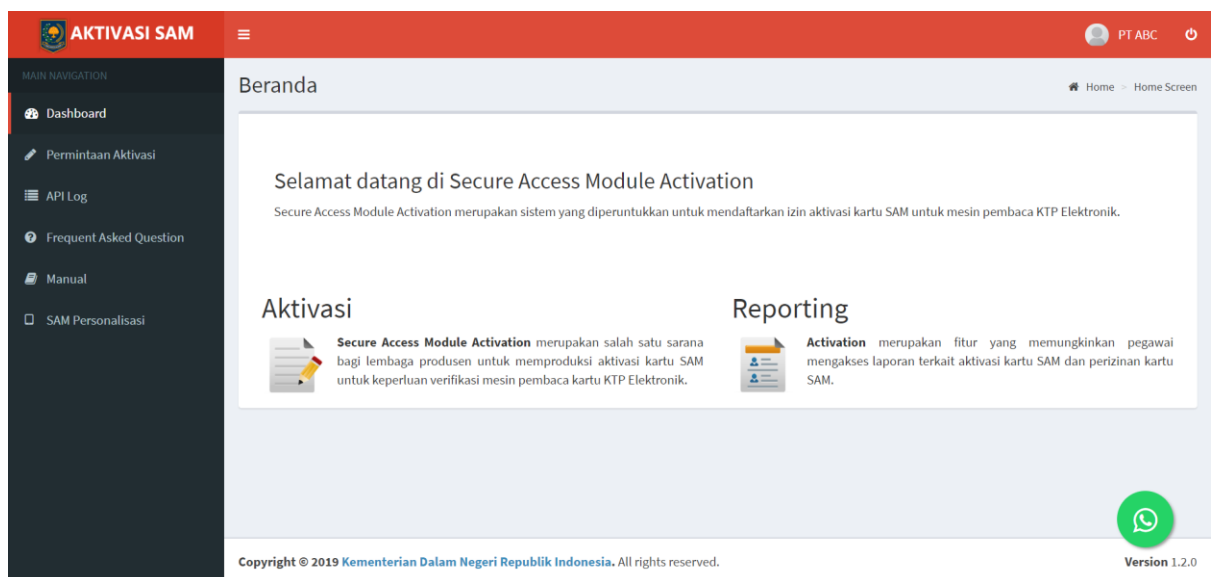 AKTIVASI SAM
PT ABC
MAIN NAVIGATION
Dashboard
Permintaan Aktivasi
API Log
Frequent Asked Question
Manual
SAM Personalisasi
Beranda
Home > Home Screen
Selamat datang di Secure Access Module Activation
Secure Access Module Activation merupakan sistem yang diperuntukkan untuk mendaftarkan izin aktivasi kartu SAM untuk mesin pembaca KTP Elektronik.
Aktivasi
Secure Access Module Activation merupakan salah satu sarana
bagi lembaga produsen untuk memproduksi aktivasi kartu SAM
untuk keperluan verifikasi mesin pembaca kartu KTP Elektronik.
Reporting
Activation merupakan fitur yang memungkinkan pegawai
mengakses laporan terkait aktivasi kartu SAM dan perizinan kartu
SAM.
Copyright © 2019 Kementerian Dalam Negeri Republik Indonesia. All rights reserved.
Version 1.2.0